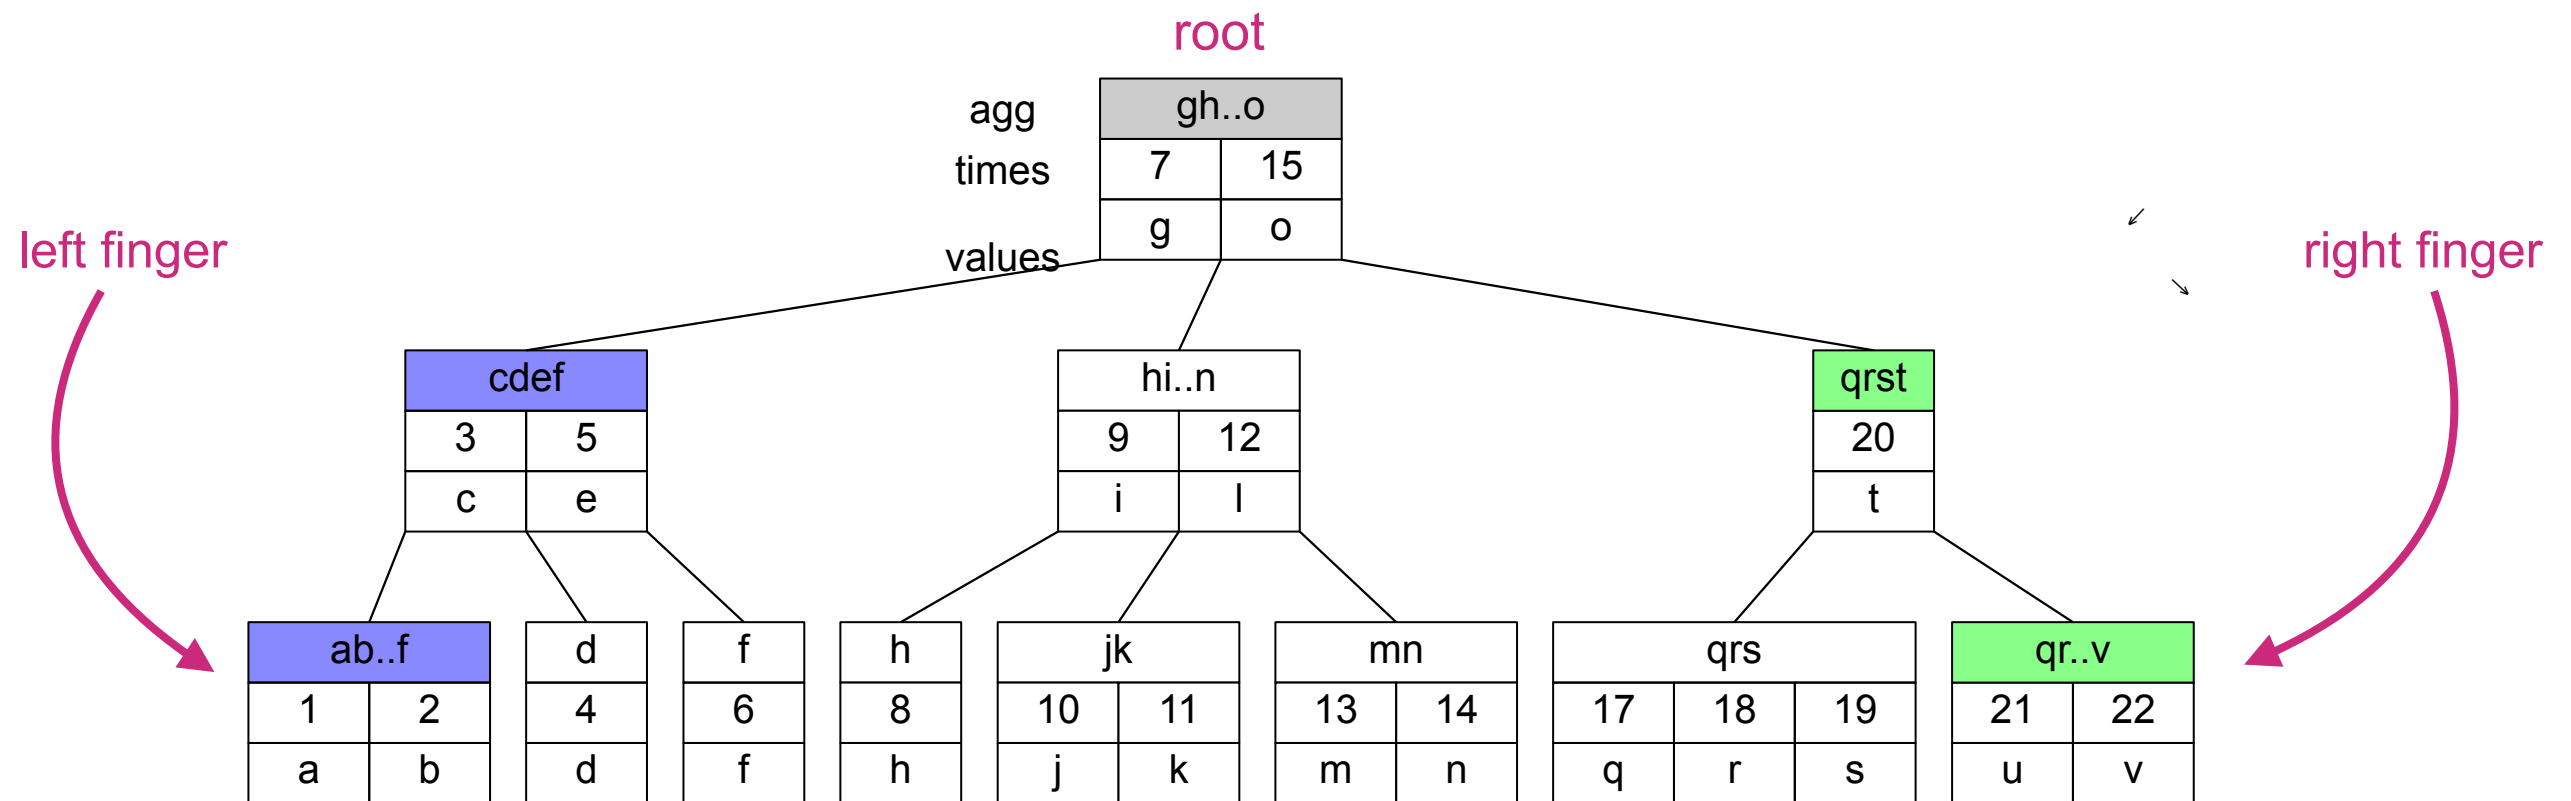 root
agg
gh..o
times
7 15
values
g o
left finger
right finger
cdef
hi..n
qrst
3 5
9 12
20
c e
i l
t
ab..f
d
f
h
jk
mn
qrs
qr..v
1 2
4
6
8
10 11
13 14
17 18 19
21 22
a b
d
f
h
j k
m n
q r s
u v